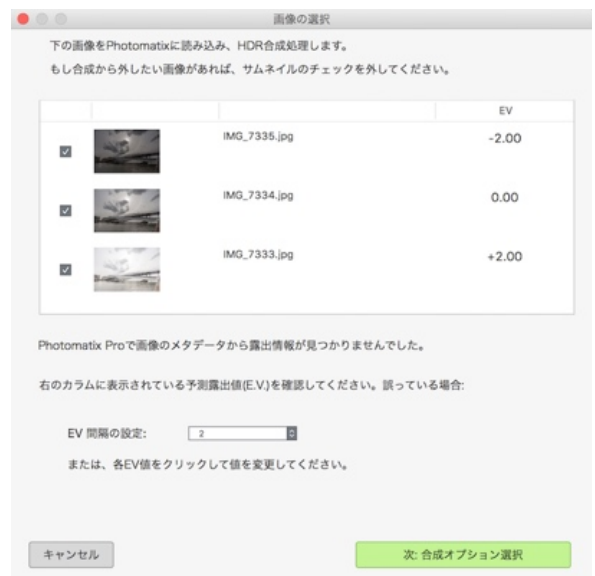 画像の選択
下の画像をPhotomatixに読み込み、HDR合成処理します。
もし合成から外したい画像があれば、サムネイルのチェックを外してください。
EV
IMG_7335.jpg -2.00
IMG_7334.jpg 0.00
IMG_7333.jpg +2.00
Photomatix Proで画像のメタデータから露出情報が見つかりませんでした。
右のカラムに表示されている予測露出値(E.V.)を確認してください。誤っている場合:
EV 間隔の設定: 2
または、各EV値をクリックして値を変更してください。
キャンセル 次: 合成オプション選択